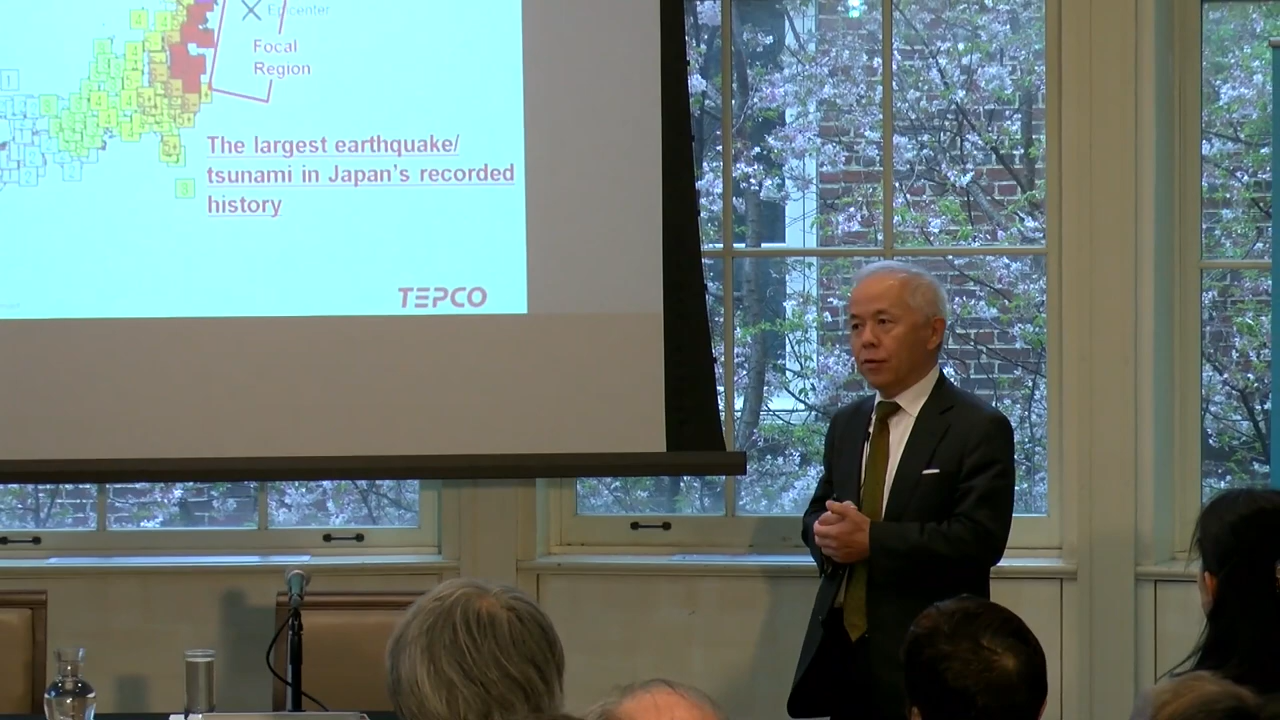 Epicenter
Focal
Region
The largest earthquake/
tsunami in Japan's recorded
history
TEPCO